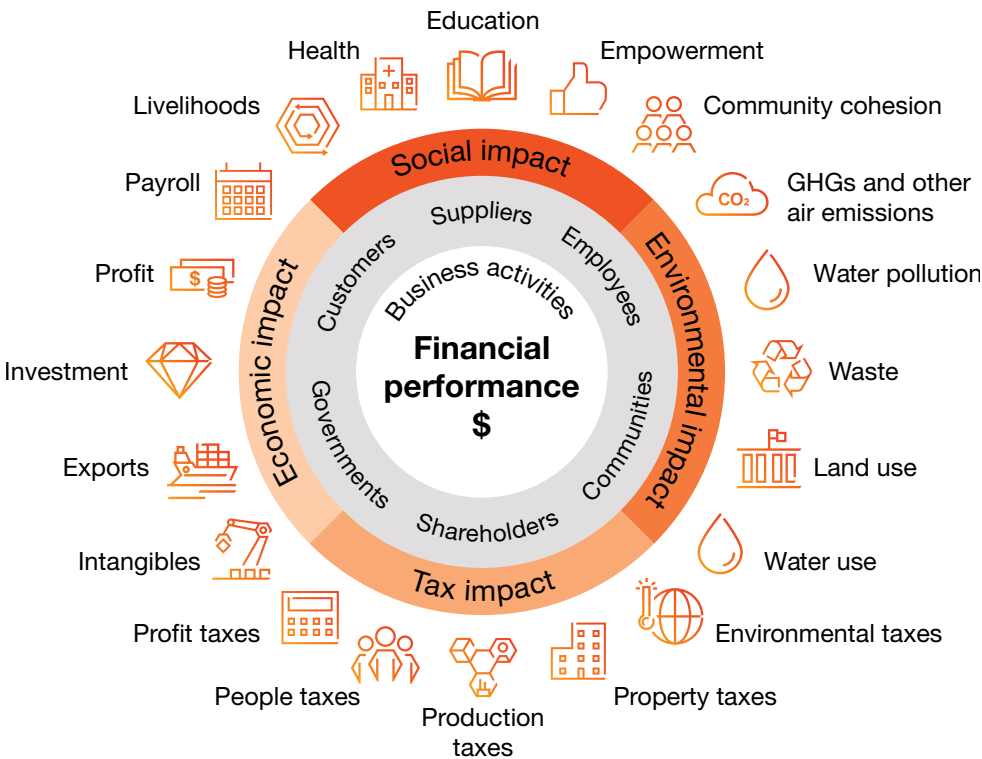 Education
Health
Empowerment
Livelihoods
Community cohesion
Payroll
GHGs and other
air emissions
CO₂
Profit
$
Water pollution
Investment
Waste
Exports
Land use
Intangibles
Water use
Profit taxes
Environmental taxes
People taxes
Property taxes
Production
taxes
Social impact
Environmental impact
Tax impact
Economic impact
Suppliers
Employees
Communities
Shareholders
Governments
Customers
Business activities
Financial
performance
$